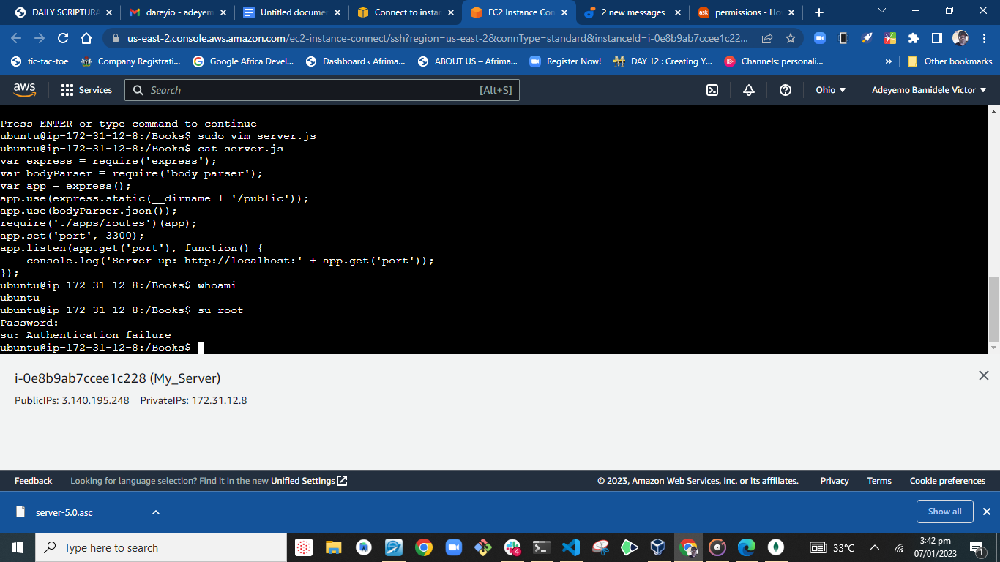 DAILY SCRIPTURA
dareyio - adeyem
Untitled docume
Connect to instan
EC2 Instance Con
2 new messages
permissions - Ho
us-east-2.console.aws.amazon.com/ec2-instance-connect/ssh?region=us-east-2&connType=standard&instanceId=i-0e8b9ab7ccee1c22...
tic-tac-toe
Company Registrati...
Google Africa Devel...
Dashboard ‹ Afrima...
ABOUT US – Afrima...
Register Now!
DAY 12 : Creating Y...
Channels: personali...
»
Other bookmarks
aws
Services
Search
[Alt+S]
Ohio
Adeyemo Bamidele Victor
Press ENTER or type command to continue
ubuntu@ip-172-31-12-8:/Books$ sudo vim server.js
ubuntu@ip-172-31-12-8:/Books$ cat server.js
var express = require('express');
var bodyParser = require('body-parser');
var app = express();
app.use(express.static(__dirname + '/public'));
app.use(bodyParser.json());
require('./apps/routes')(app);
app.set('port', 3300);
app.listen(app.get('port'), function() {
    console.log('Server up: http://localhost:' + app.get('port'));
});
ubuntu@ip-172-31-12-8:/Books$ whoami
ubuntu
ubuntu@ip-172-31-12-8:/Books$ su root
Password:
su: Authentication failure
ubuntu@ip-172-31-12-8:/Books$
i-0e8b9ab7ccee1c228 (My_Server)
PublicIPs: 3.140.195.248 PrivateIPs: 172.31.12.8
Feedback
Looking for language selection? Find it in the new Unified Settings
© 2023, Amazon Web Services, Inc. or its affiliates.
Privacy
Terms
Cookie preferences
server-5.0.asc
Show all
Type here to search
4
33°C
3:42 pm
07/01/2023
1